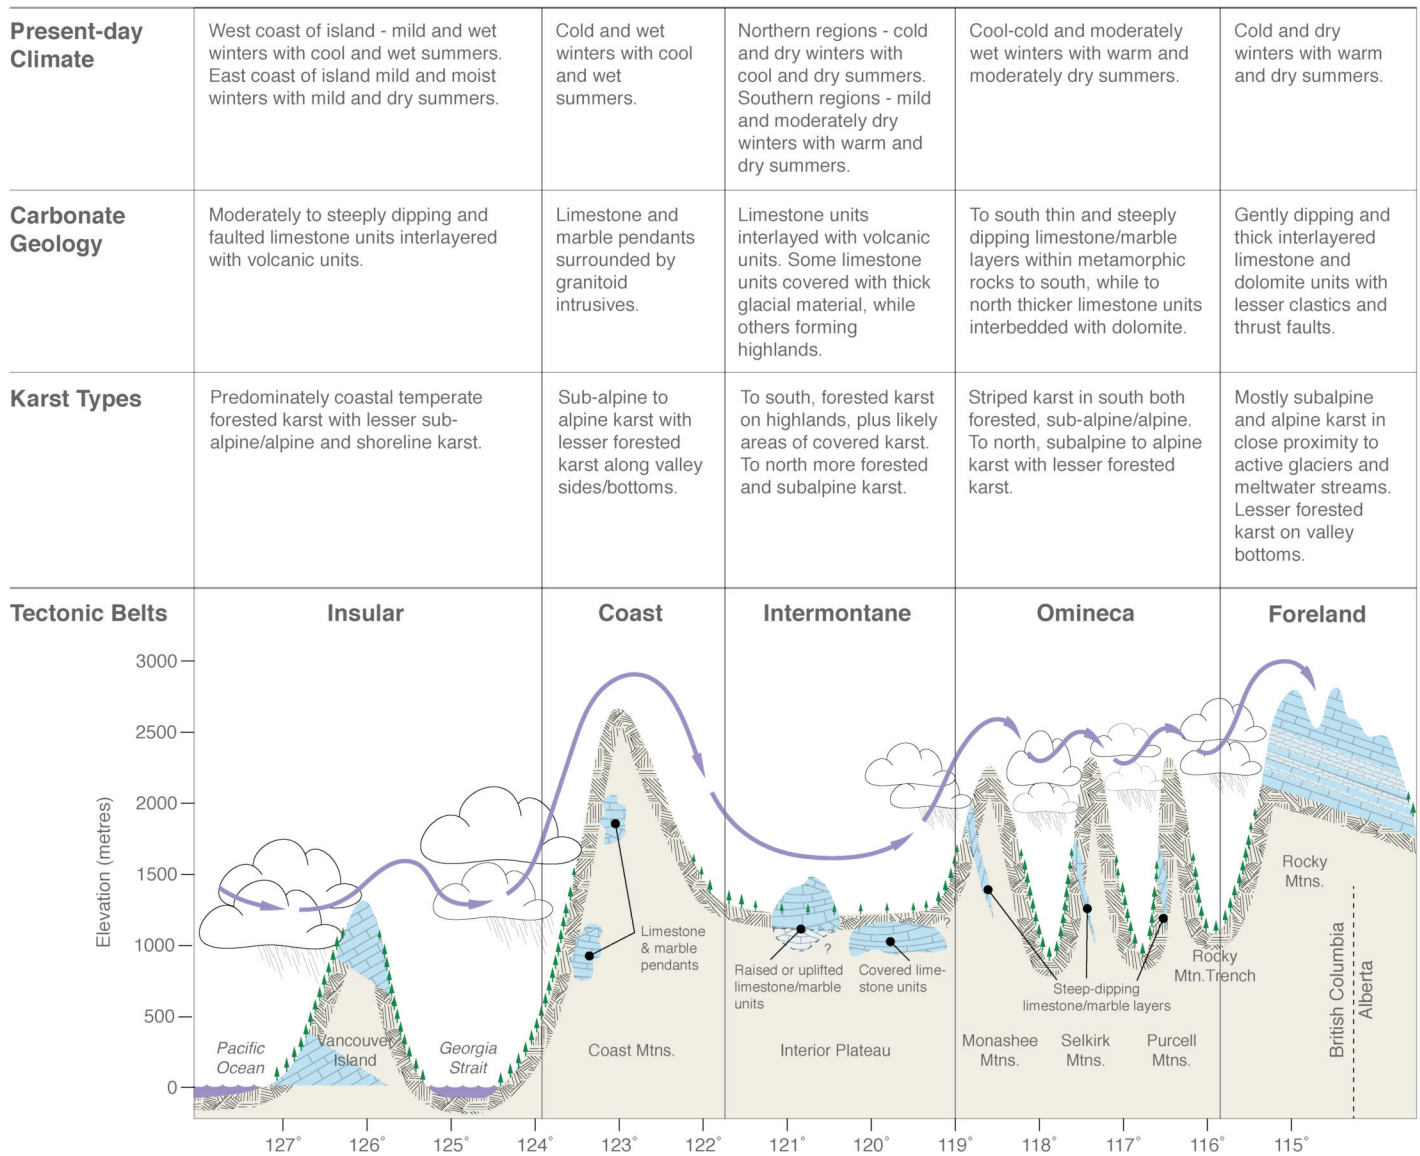 Present-day
Climate
West coast of island - mild and wet
winters with cool and wet summers.
East coast of island mild and moist
winters with mild and dry summers.
Cold and wet
winters with cool
and wet
summers.
Northern regions - cold
and dry winters with
cool and dry summers.
Southern regions - mild
and moderately dry
winters with warm and
dry summers.
Cool-cold and moderately
wet winters with warm and
moderately dry summers.
Cold and dry
winters with warm
and dry summers.
Carbonate
Geology
Moderately to steeply dipping and
faulted limestone units interlayered
with volcanic units.
Limestone and
marble pendants
surrounded by
granitoid
intrusives.
Limestone units
interlayed with volcanic
units. Some limestone
units covered with thick
glacial material, while
others forming
highlands.
To south thin and steeply
dipping limestone/marble
layers within metamorphic
rocks to south, while to
north thicker limestone units
interbedded with dolomite.
Gently dipping and
thick interlayered
limestone and
dolomite units with
lesser clastics and
thrust faults.
Karst Types
Predominately coastal temperate
forested karst with lesser sub-
alpine/alpine and shoreline karst.
Sub-alpine to
alpine karst with
lesser forested
karst along valley
sides/bottoms.
To south, forested karst
on highlands, plus likely
areas of covered karst.
To north more forested
and subalpine karst.
Striped karst in south both
forested, sub-alpine/alpine.
To north, subalpine to alpine
karst with lesser forested
karst.
Mostly subalpine
and alpine karst in
close proximity to
active glaciers and
meltwater streams.
Lesser forested
karst on valley
bottoms.
Tectonic Belts
Insular
Coast
Intermontane
Omineca
Foreland
Elevation (metres)
3000
2500
2000
1500
1000
500
0
Pacific
Ocean
Vancouver
Island
Georgia
Strait
Limestone
& marble
pendants
Coast Mtns.
Raised or uplifted
limestone/marble
units
?
Covered lime-
stone units
?
Interior Plateau
Steep-dipping
limestone/marble layers
Monashee
Mtns.
Selkirk
Mtns.
Purcell
Mtns.
Rocky
Mtn.Trench
Rocky
Mtns.
British Columbia
Alberta
127°
126°
125°
124°
123°
122°
121°
120°
119°
118°
117°
116°
115°